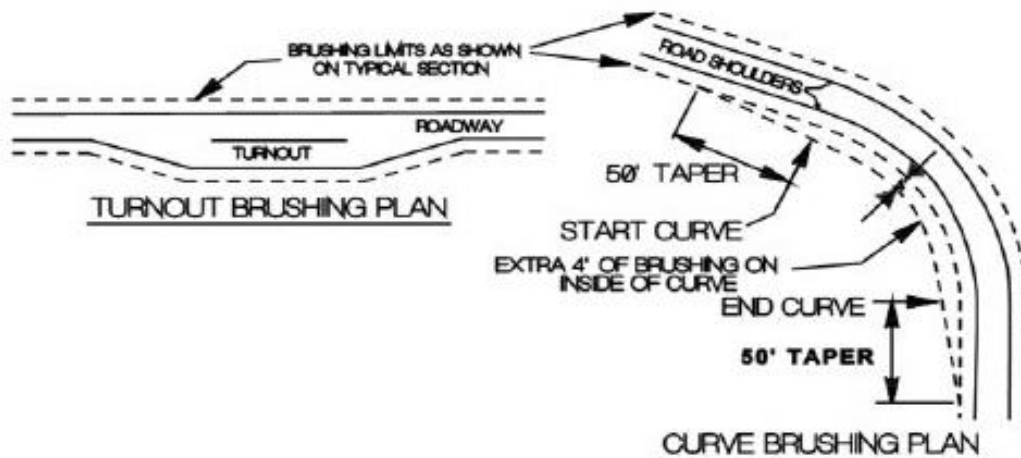 BRUSHING LIMITS AS SHOWN
ON TYPICAL SECTION
ROADWAY
TURNOUT
TURNOUT BRUSHING PLAN
ROAD SHOULDERS
50' TAPER
START CURVE
EXTRA 4' OF BRUSHING ON
INSIDE OF CURVE
END CURVE
50' TAPER
CURVE BRUSHING PLAN